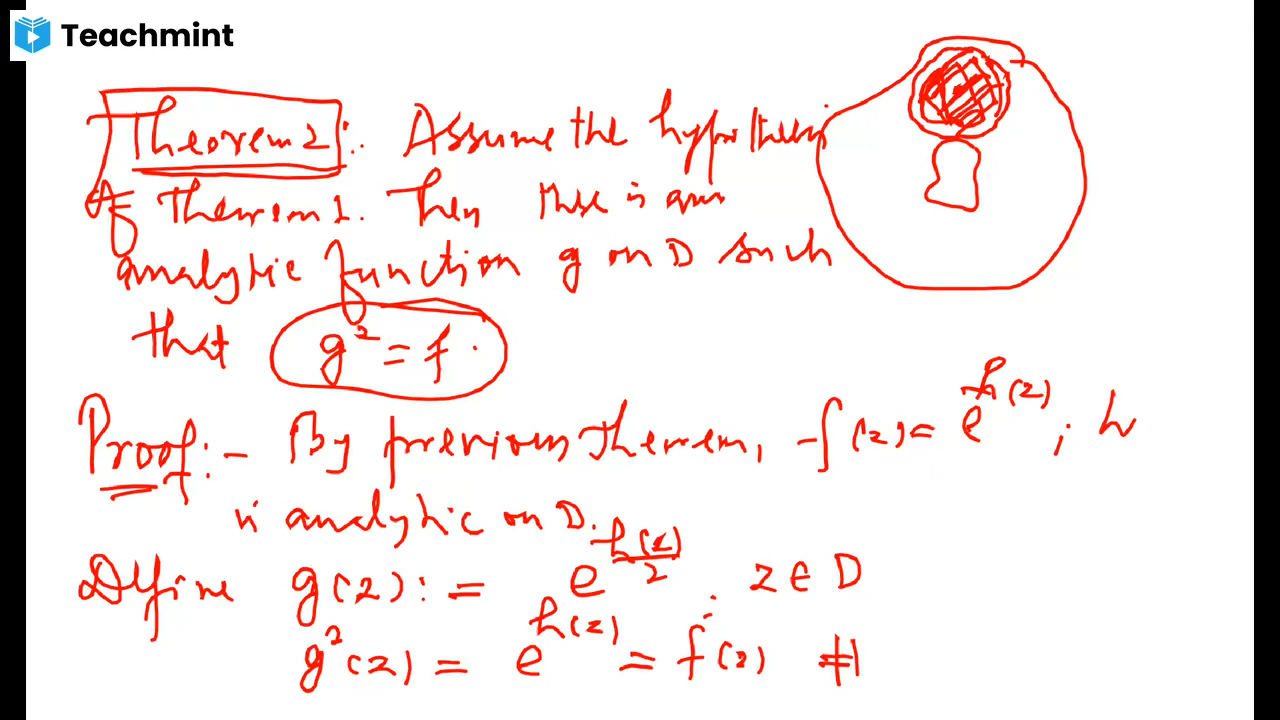 Teachmint
Theorem 2 :. Assume the hypothesis
of Theorem 1. Then there is an
analytic function g on D such
that g² = f.
Proof :- By previous Theorem, f(z) = e^{h(z)} ; h
is analytic on D.
Define g(z) := e^{h(z)/2} . z ∈ D
g²(z) = e^{h(z)} = f(z) #